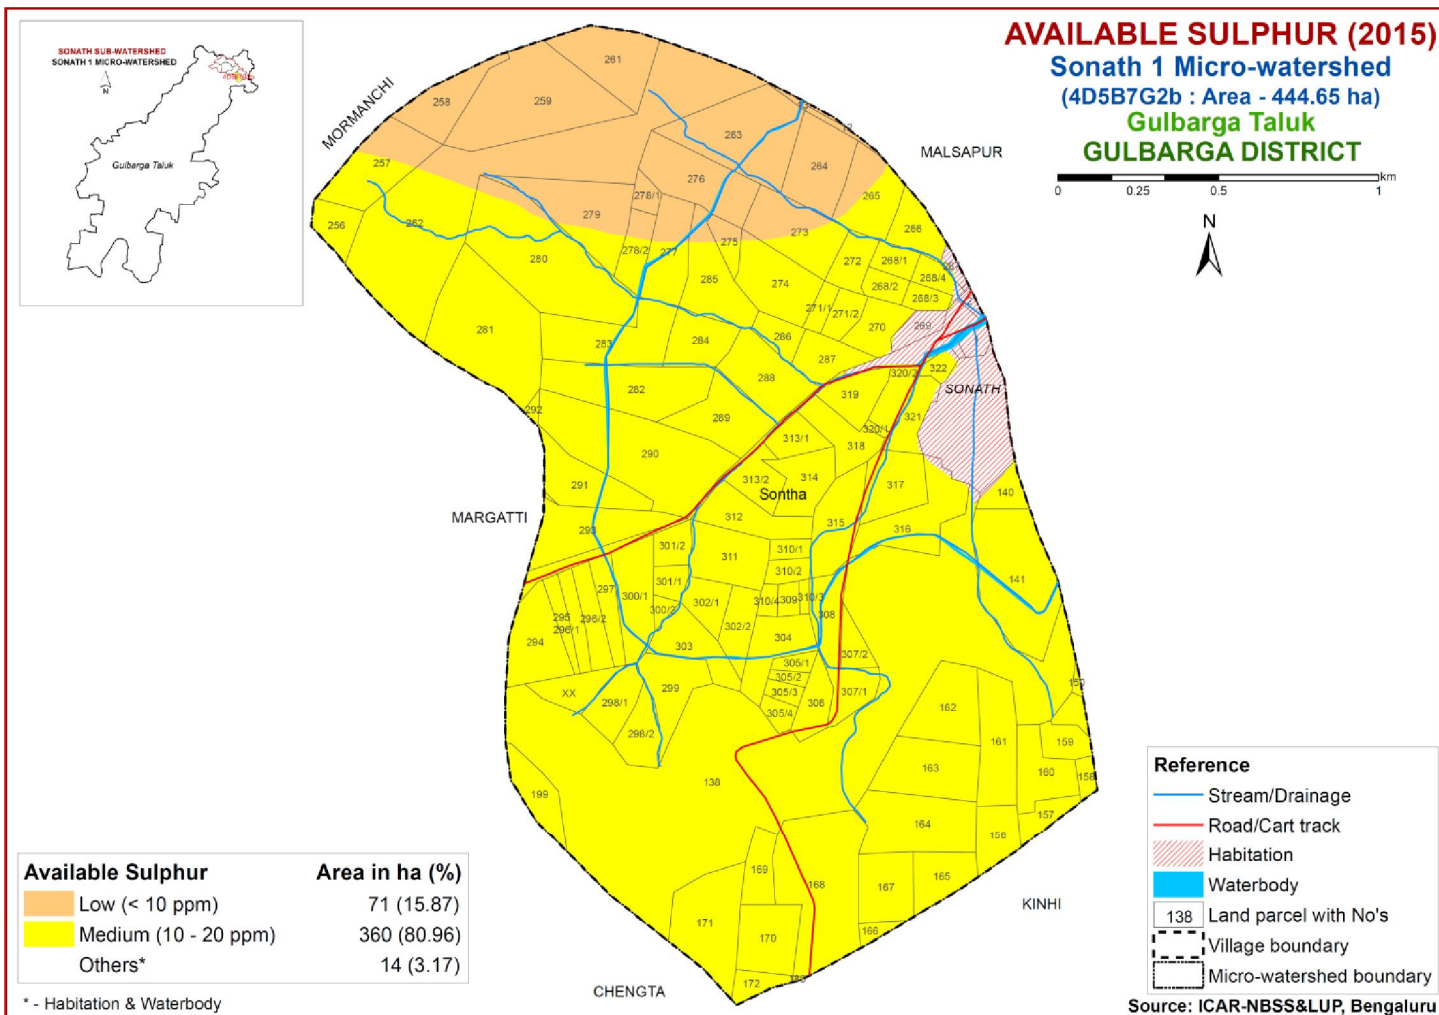 AVAILABLE SULPHUR (2015)
Sonath 1 Micro-watershed
(4D5B7G2b : Area - 444.65 ha)
Gulbarga Taluk
GULBARGA DISTRICT
km
0 0.25 0.5 1
N
SONATH SUB-WATERSHED
SONATH 1 MICRO-WATERSHED
N
Gulbarga Taluk
MORMANCHI
MALSAPUR
MARGATTI
KINHI
CHENGTA
SONATH
Sontha
261
258 259
263
257 264
276
278/1 265
256 262 279 273 266
278/2 277 275
280 272 268/1
285 274 268/4
268/2
268/3
271/1 271/2
281 270 269
283 284 286
287
288 320/2 322
282 319
292 289 321
320/1
313/1 318
290
313/2 314 317
291 140
312 315
293 316
301/2 311 310/1
310/2
301/1 141
297 300/1 302/1 310/4 309 310/3
300/2 308
295
296/1 296/2 302/2
294 303 304
307/2
305/1
305/2
XX 299 305/3 307/1
298/1 306 162
305/4
298/2 161 159
163 160 158
138
199
157
164 156
169
168 167 165
171
170 166
172
Available Sulphur Area in ha (%)
Low (< 10 ppm) 71 (15.87)
Medium (10 - 20 ppm) 360 (80.96)
Others* 14 (3.17)
* - Habitation & Waterbody
Reference
Stream/Drainage
Road/Cart track
Habitation
Waterbody
138 Land parcel with No's
Village boundary
Micro-watershed boundary
Source: ICAR-NBSS&LUP, Bengaluru